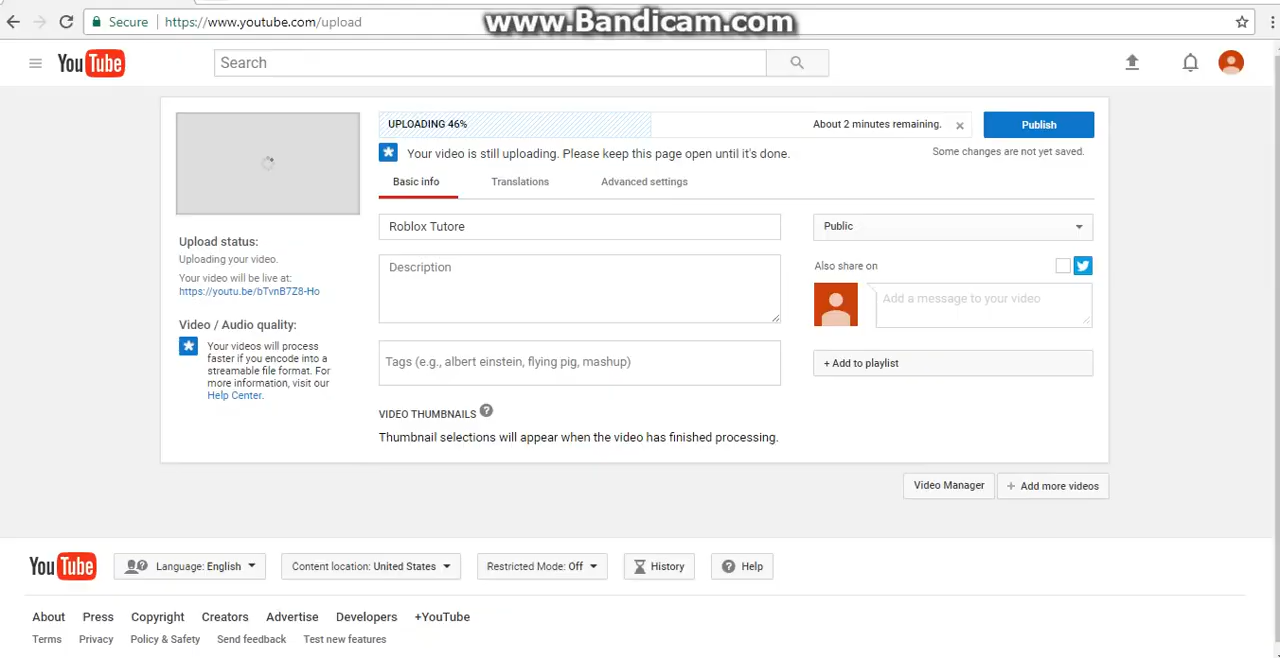 Secure https://www.youtube.com/upload
www.Bandicam.com
YouTube
Search
UPLOADING 46%
About 2 minutes remaining.
Publish
Your video is still uploading. Please keep this page open until it's done.
Some changes are not yet saved.
Basic info
Translations
Advanced settings
Roblox Tutore
Public
Upload status:
Uploading your video.
Your video will be live at:
https://youtu.be/bTvnB7Z8-Ho
Description
Also share on
Add a message to your video
Video / Audio quality:
Your videos will process
faster if you encode into a
streamable file format. For
more information, visit our
Help Center.
Tags (e.g., albert einstein, flying pig, mashup)
+ Add to playlist
VIDEO THUMBNAILS ?
Thumbnail selections will appear when the video has finished processing.
Video Manager
+ Add more videos
YouTube
Language: English
Content location: United States
Restricted Mode: Off
History
? Help
About Press Copyright Creators Advertise Developers +YouTube
Terms Privacy Policy & Safety Send feedback Test new features